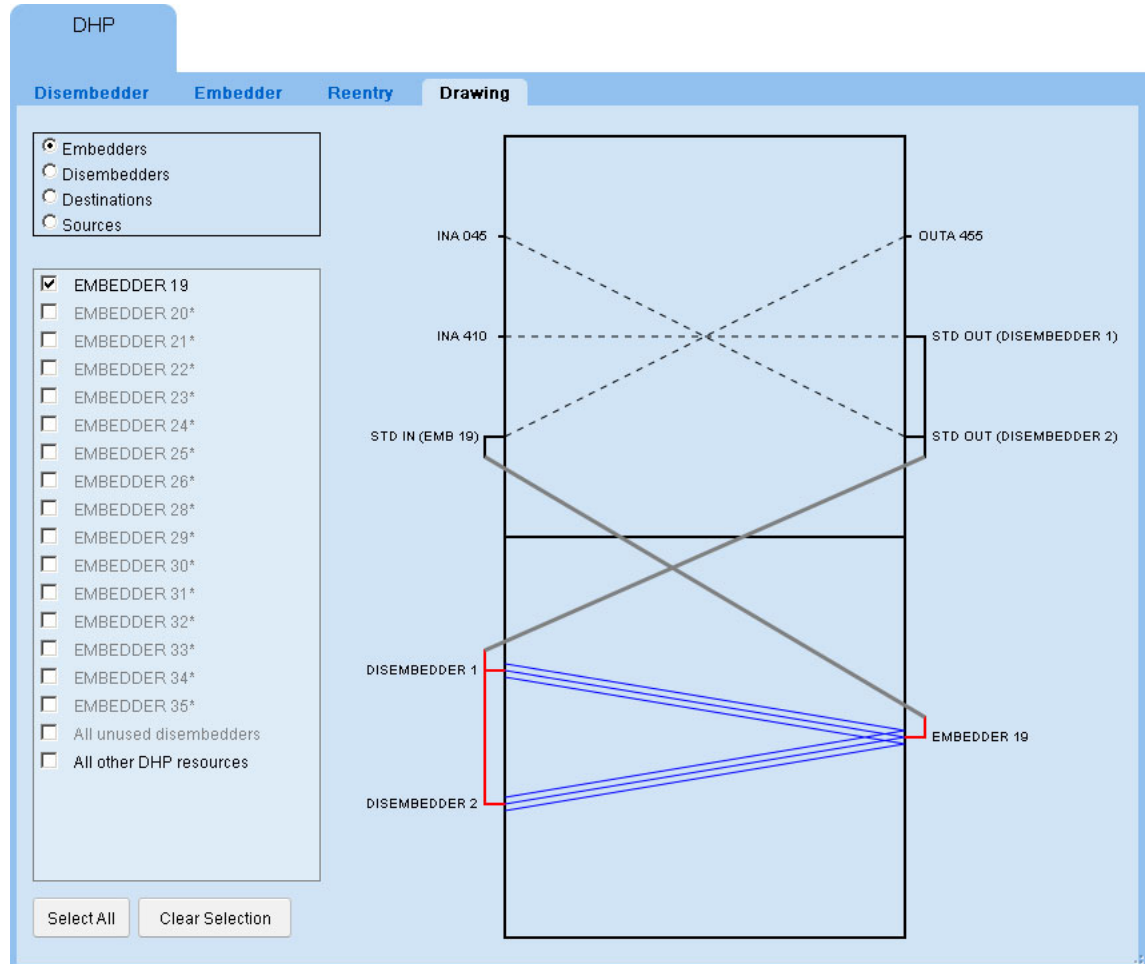 DHP
Disembedder Embedder Reentry Drawing
Embedders
Disembedders
Destinations
Sources
EMBEDDER 19
EMBEDDER 20*
EMBEDDER 21*
EMBEDDER 22*
EMBEDDER 23*
EMBEDDER 24*
EMBEDDER 25*
EMBEDDER 26*
EMBEDDER 28*
EMBEDDER 29*
EMBEDDER 30*
EMBEDDER 31*
EMBEDDER 32*
EMBEDDER 33*
EMBEDDER 34*
EMBEDDER 35*
All unused disembedders
All other DHP resources
Select All Clear Selection
INA 045 OUTA 455
INA 410 STD OUT (DISEMBEDDER 1)
STD IN (EMB 19) STD OUT (DISEMBEDDER 2)
DISEMBEDDER 1
EMBEDDER 19
DISEMBEDDER 2